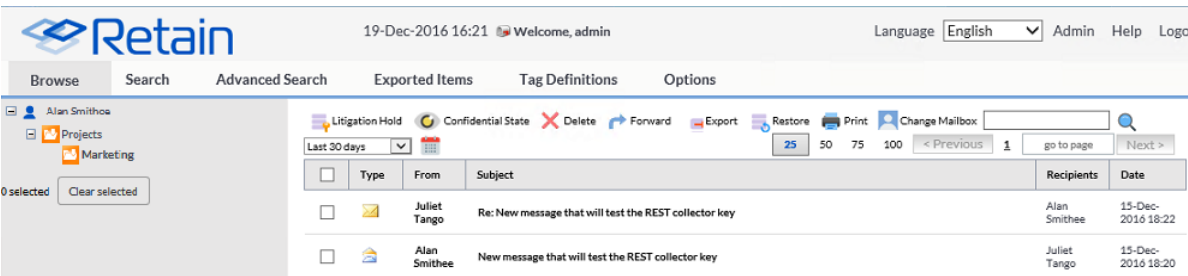 Retain
19-Dec-2016 16:21 Welcome, admin
Language English Admin Help Logo
Browse Search Advanced Search Exported Items Tag Definitions Options
Alan Smithee
Projects
Marketing
0 selected Clear selected
Litigation Hold Confidential State Delete Forward Export Restore Print Change Mailbox
Last 30 days 25 50 75 100 < Previous 1 go to page Next >
Type From Subject Recipients Date
Juliet Tango Re: New message that will test the REST collector key Alan Smithee 15-Dec-2016 18:22
Alan Smithee New message that will test the REST collector key Juliet Tango 15-Dec-2016 18:20